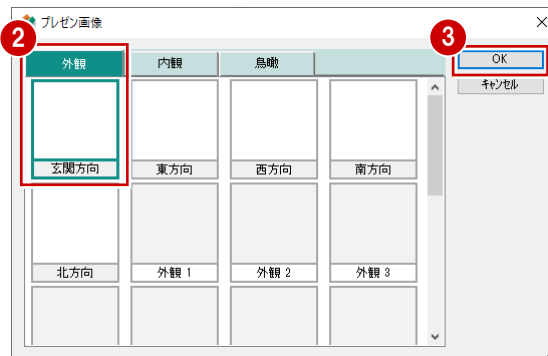 プレゼン画像
2
3
外観 内観 鳥瞰
OK
キャンセル
玄関方向 東方向 西方向 南方向
北方向 外観 1 外観 2 外観 3